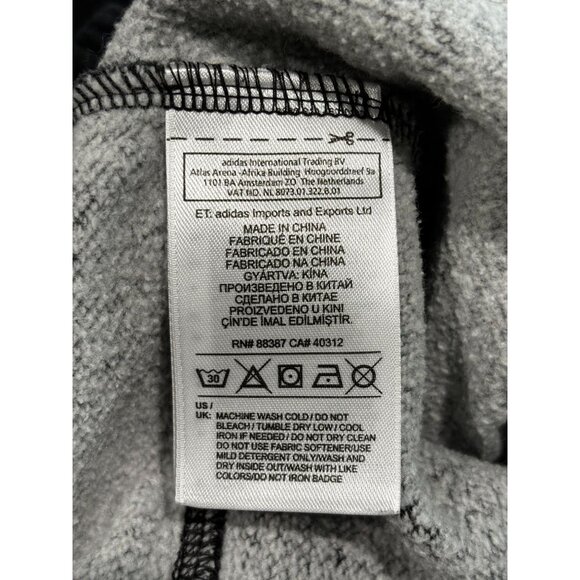 adidas International Trading BV
Atlas Arena -Afrika Building Hoogoorddreef 9a
1101 BA Amsterdam ZO The Netherlands
VAT NO. NL 8073.01.322.B.01
ET: adidas Imports and Exports Ltd
MADE IN CHINA
FABRIQUÉ EN CHINE
FABRICADO EN CHINA
FABRICADO NA CHINA
GYÁRTVA: KÍNA
ПРОИЗВЕДЕНО В КИТАЙ
СДЕЛАНО В КИТАЕ
PROIZVEDENO U KINI
ÇİN'DE İMAL EDİLMİŞTİR.
RN# 88387 CA# 40312
30
US /
UK: MACHINE WASH COLD / DO NOT
BLEACH / TUMBLE DRY LOW / COOL
IRON IF NEEDED / DO NOT DRY CLEAN
DO NOT USE FABRIC SOFTENER/USE
MILD DETERGENT ONLY/WASH AND
DRY INSIDE OUT/WASH WITH LIKE
COLORS/DO NOT IRON BADGE